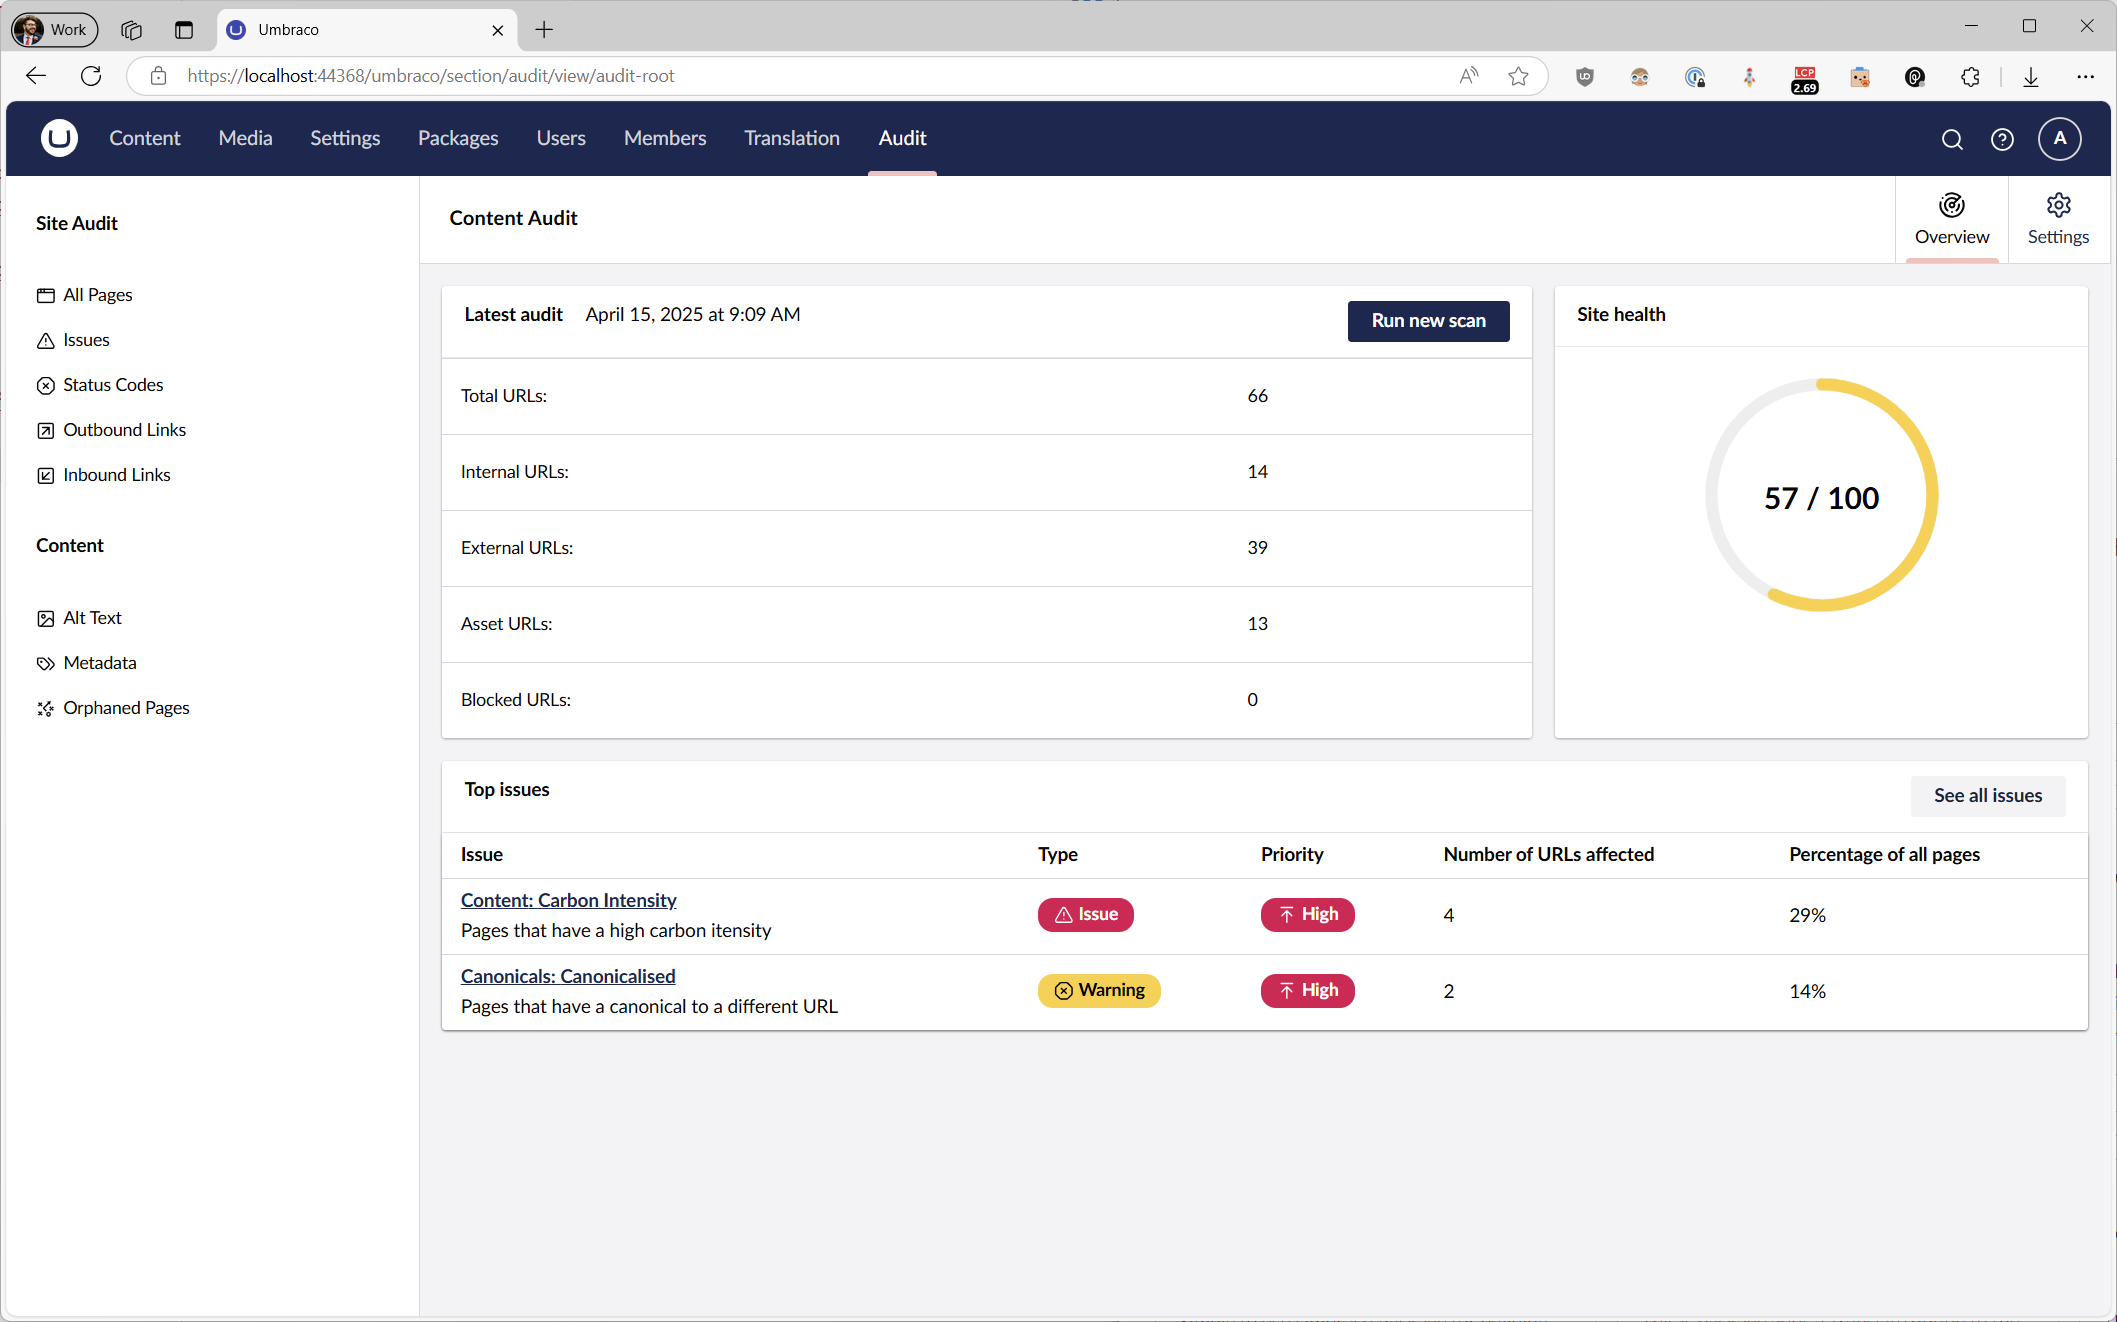 Work
Umbraco
https://localhost:44368/umbraco/section/audit/view/audit-root
LCP
2.69
Content Media Settings Packages Users Members Translation Audit
A
Site Audit
All Pages
Issues
Status Codes
Outbound Links
Inbound Links
Content
Alt Text
Metadata
Orphaned Pages
Content Audit
Overview
Settings
Latest audit April 15, 2025 at 9:09 AM
Run new scan
Total URLs: 66
Internal URLs: 14
External URLs: 39
Asset URLs: 13
Blocked URLs: 0
Site health
57 / 100
Top issues
See all issues
Issue Type Priority Number of URLs affected Percentage of all pages
Content: Carbon Intensity
Pages that have a high carbon itensity
Issue High 4 29%
Canonicals: Canonicalised
Pages that have a canonical to a different URL
Warning High 2 14%